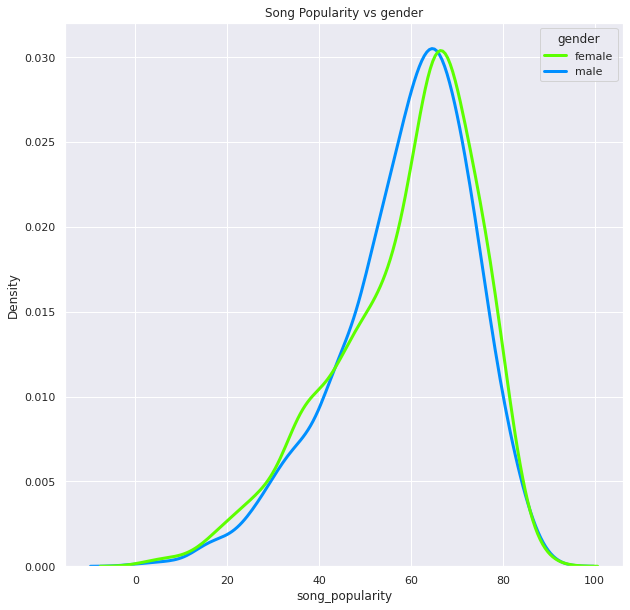 Song Popularity vs gender
gender
female
male
0.030
0.025
0.020
0.015
0.010
0.005
0.000
Density
0 20 40 60 80 100
song_popularity